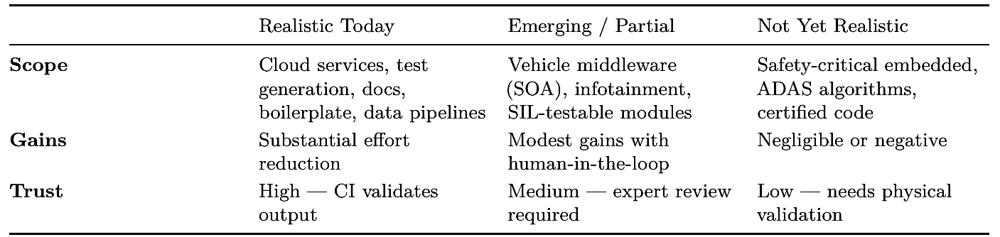 Realistic Today Emerging / Partial Not Yet Realistic
Scope Cloud services, test Vehicle middleware Safety-critical embedded,
generation, docs, (SOA), infotainment, ADAS algorithms,
boilerplate, data pipelines SIL-testable modules certified code
Gains Substantial effort Modest gains with Negligible or negative
reduction human-in-the-loop
Trust High — CI validates Medium — expert review Low — needs physical
output required validation